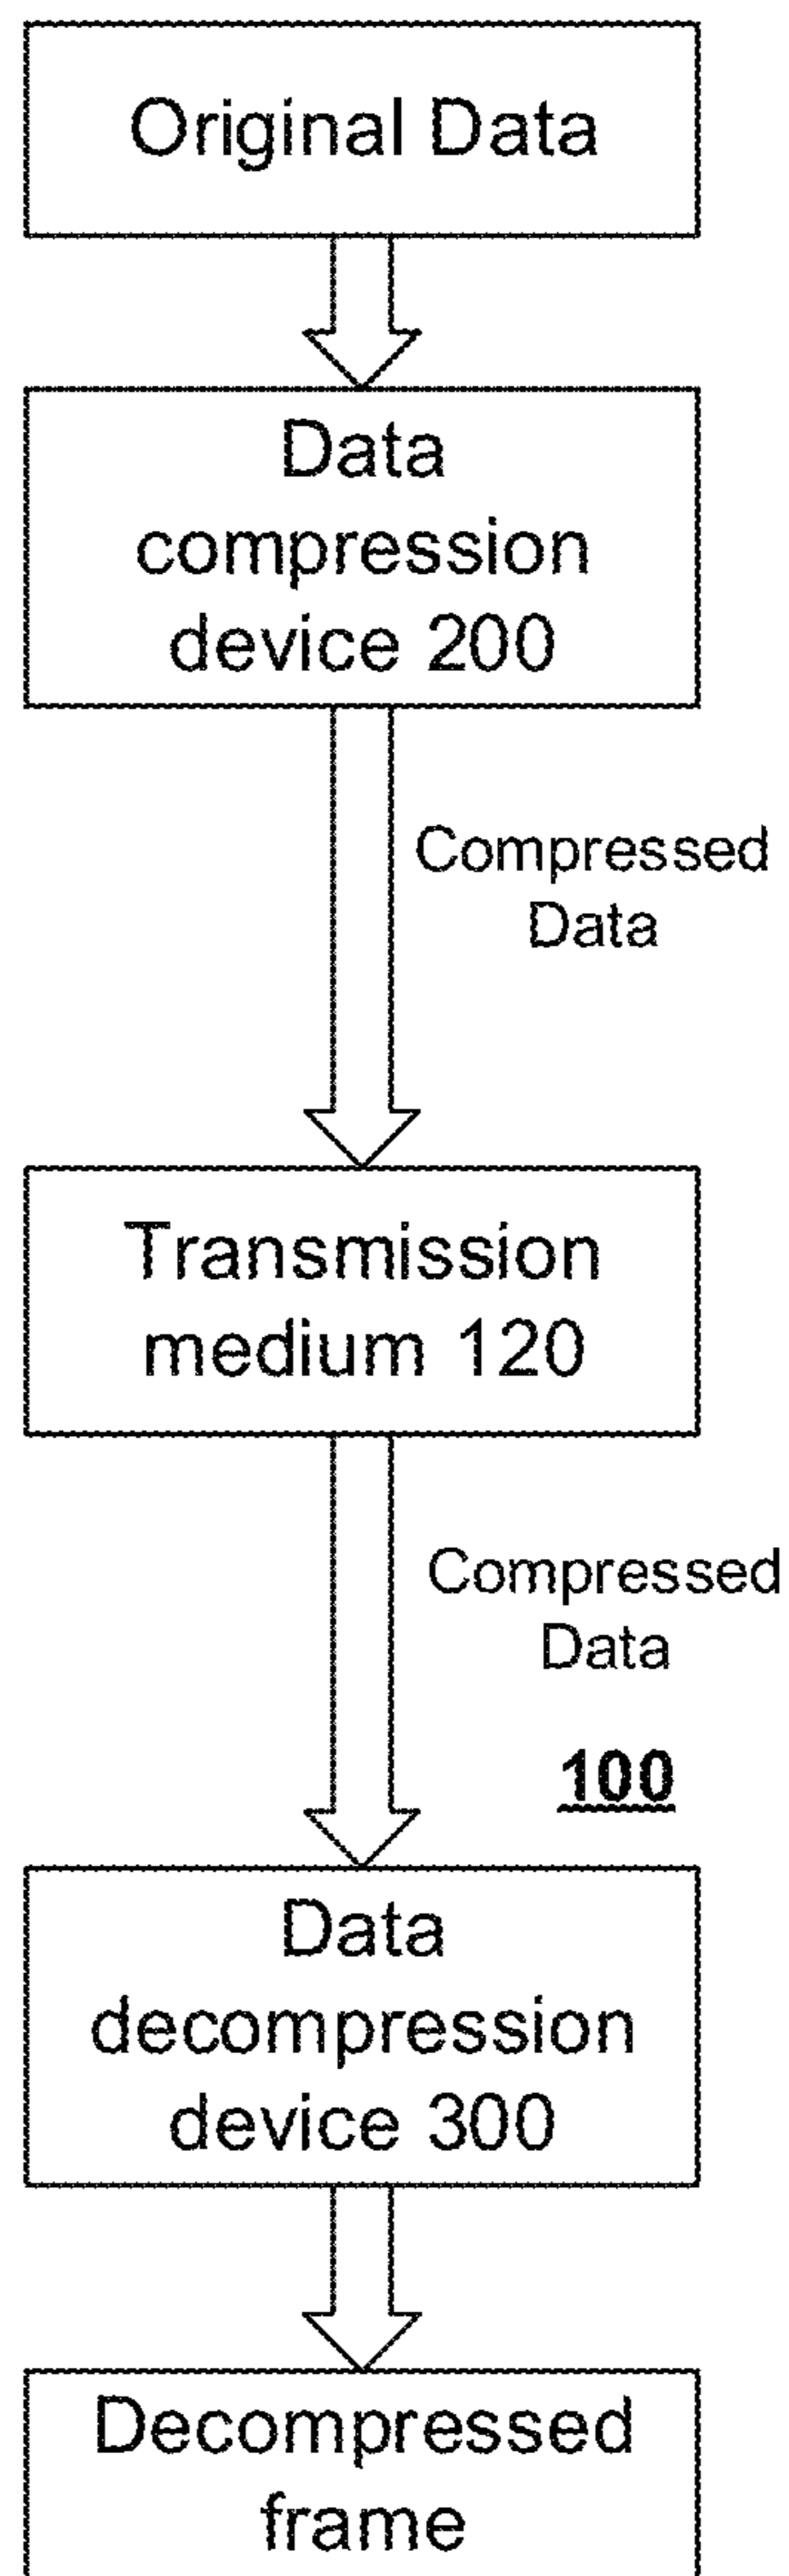 Original Data
Data
compression
device 200
Compressed
Data
Transmission
medium 120
Compressed
Data
100
Data
decompression
device 300
Decompressed
frame